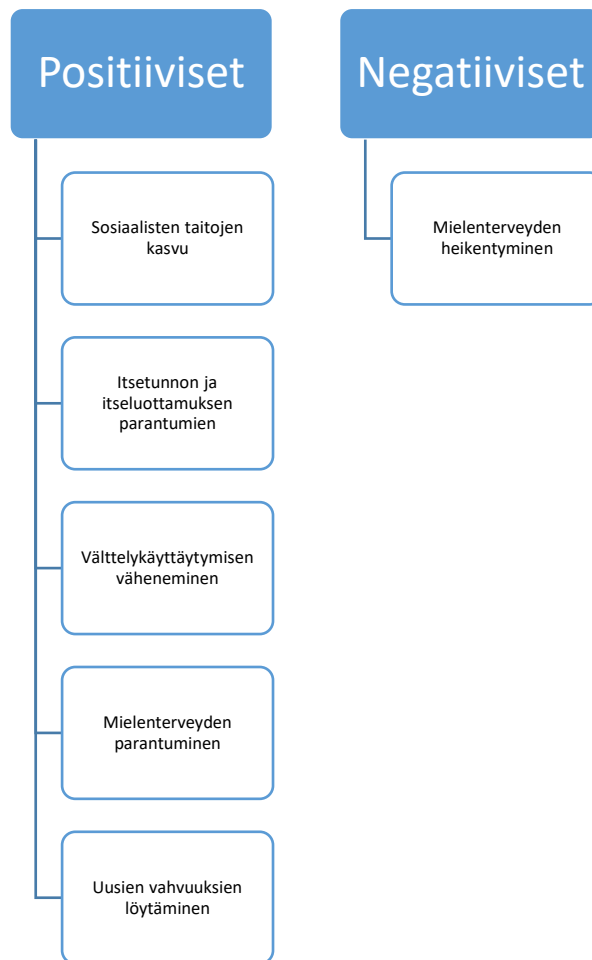 Positiiviset
Sosiaalisten taitojen
kasvu
Itsetunnon ja
itseluottamuksen
parantumien
Välttelykäyttäytymisen
väheneminen
Mielenterveyden
parantuminen
Uusien vahvuuksien
löytäminen
Negatiiviset
Mielenterveyden
heikentyminen